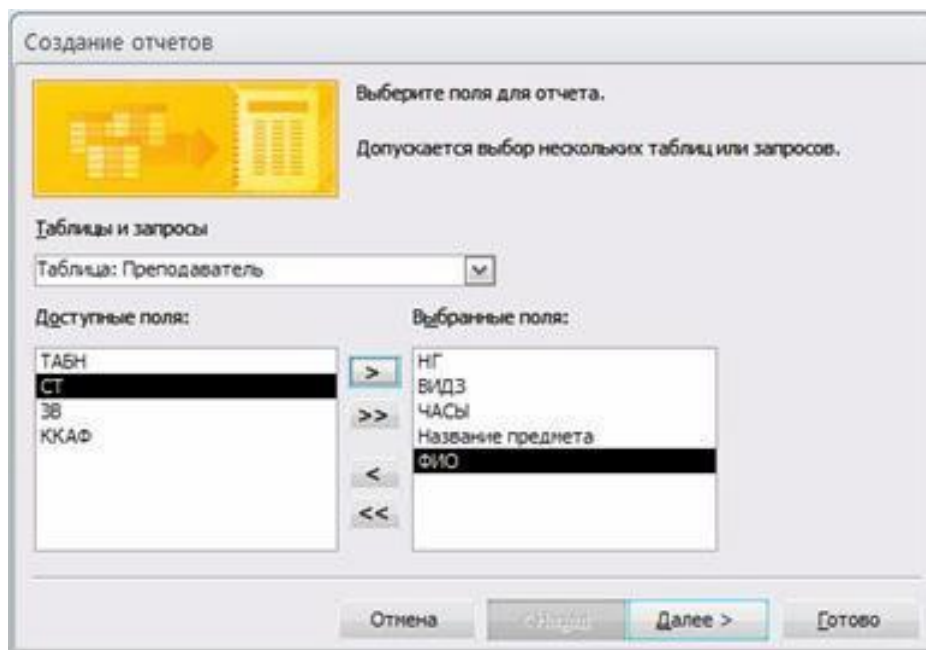 Создание отчетов
Выберите поля для отчета.
Допускается выбор нескольких таблиц или запросов.
Таблицы и запросы
Таблица: Преподаватель
Доступные поля:
Выбранные поля:
ТАБН
СТ
ЗВ
ККАФ
>
>>
<
<<
НГ
ВИДЗ
ЧАСЫ
Название предмета
ФИО
Отмена
< Назад
Далее >
Готово